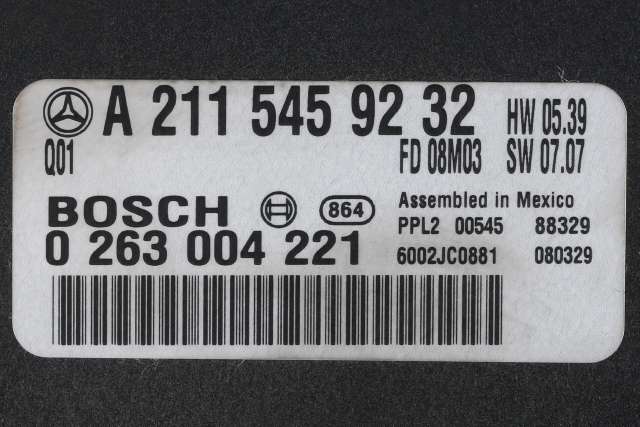 A 211 545 92 32 HW 05.39
Q01 FD 08M03 SW 07.07
BOSCH 864 Assembled in Mexico
PPL2 00545 88329
0 263 004 221 6002JC0881 080329